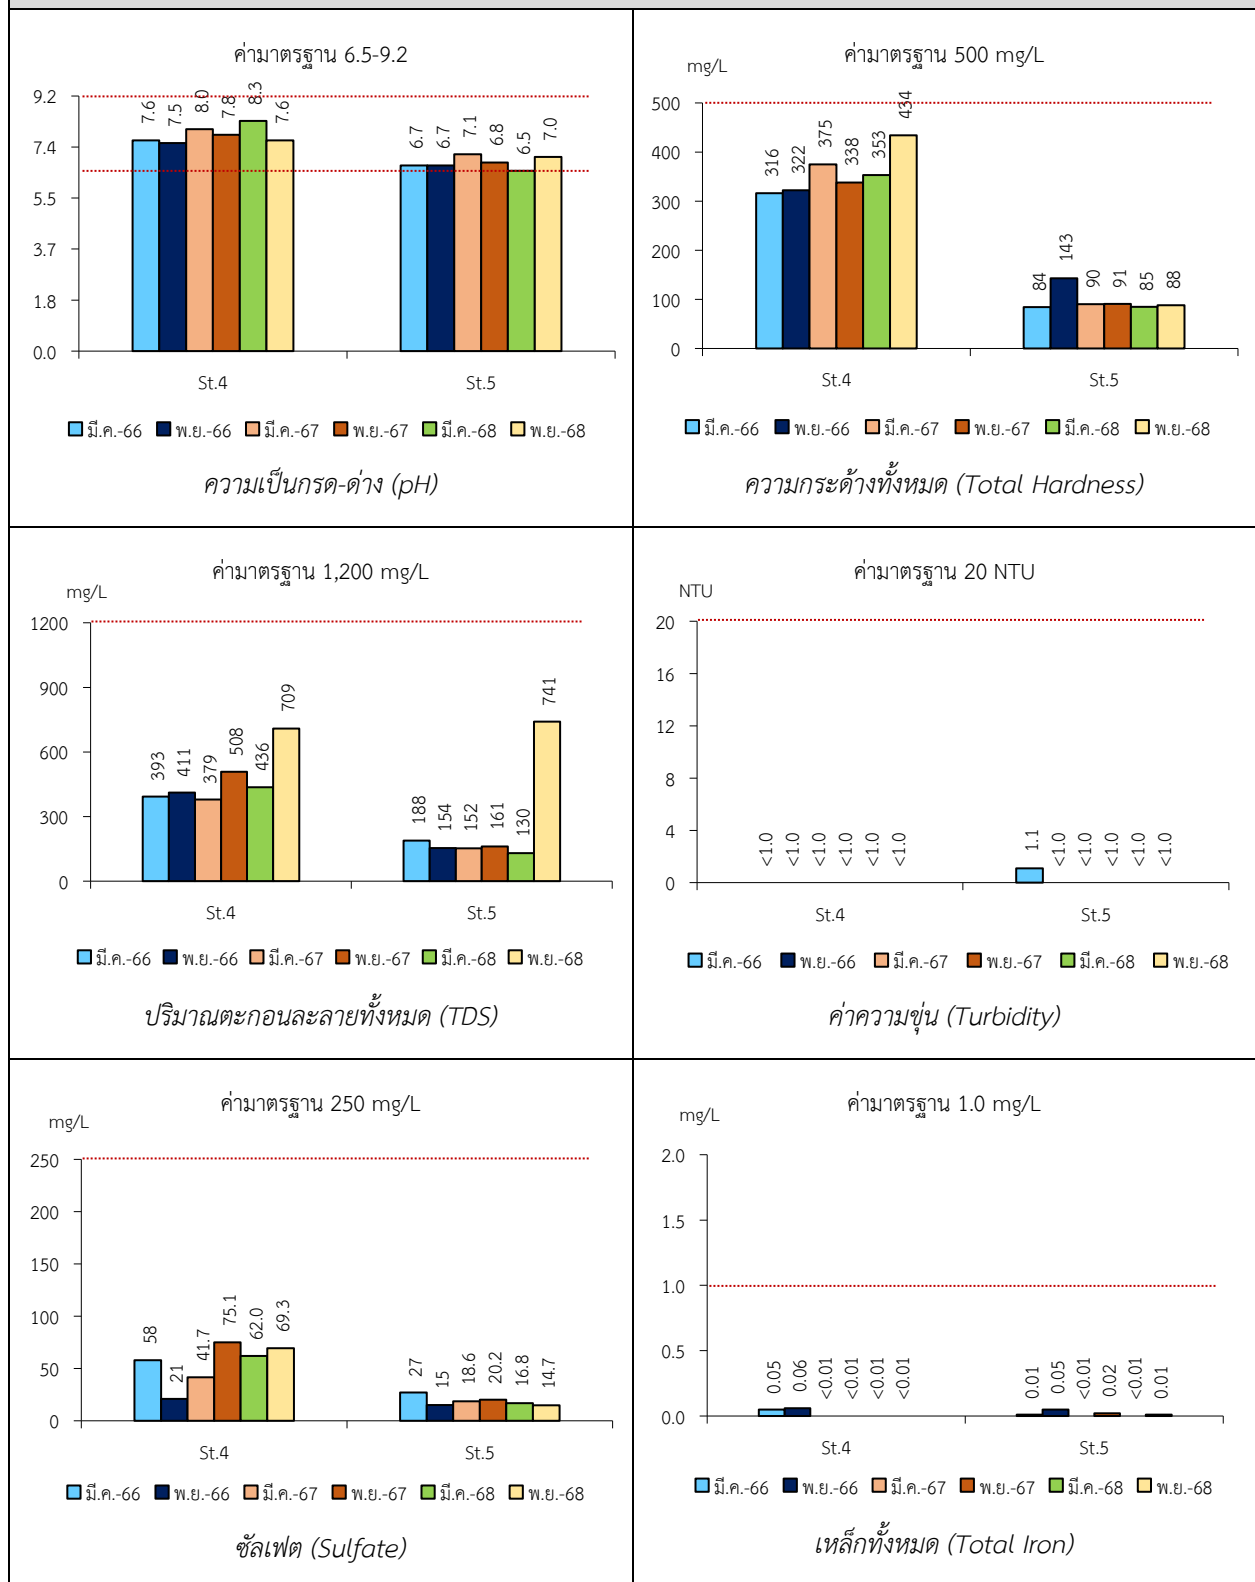 ค่ามาตรฐาน 6.5-9.2
9.2
7.4
5.5
3.7
1.8
0.0
7.6 7.5 8.0 7.8 8.3 7.6
6.7 6.7 7.1 6.8 6.5 7.0
St.4 St.5
มี.ค.-66 พ.ย.-66 มี.ค.-67 พ.ย.-67 มี.ค.-68 พ.ย.-68
ความเป็นกรด-ด่าง (pH)
ค่ามาตรฐาน 500 mg/L
mg/L
500
400
300
200
100
0
316 322 375 338 353 434
84 143 90 91 85 88
St.4 St.5
มี.ค.-66 พ.ย.-66 มี.ค.-67 พ.ย.-67 มี.ค.-68 พ.ย.-68
ความกระด้างทั้งหมด (Total Hardness)
ค่ามาตรฐาน 1,200 mg/L
mg/L
1200
900
600
300
0
393 411 379 508 436 709
188 154 152 161 130 741
St.4 St.5
มี.ค.-66 พ.ย.-66 มี.ค.-67 พ.ย.-67 มี.ค.-68 พ.ย.-68
ปริมาณตะกอนละลายทั้งหมด (TDS)
ค่ามาตรฐาน 20 NTU
NTU
20
16
12
8
4
0
<1.0 <1.0 <1.0 <1.0 <1.0 <1.0
1.1 <1.0 <1.0 <1.0 <1.0 <1.0
St.4 St.5
มี.ค.-66 พ.ย.-66 มี.ค.-67 พ.ย.-67 มี.ค.-68 พ.ย.-68
ค่าความขุ่น (Turbidity)
ค่ามาตรฐาน 250 mg/L
mg/L
250
200
150
100
50
0
58 21 41.7 75.1 62.0 69.3
27 15 18.6 20.2 16.8 14.7
St.4 St.5
มี.ค.-66 พ.ย.-66 มี.ค.-67 พ.ย.-67 มี.ค.-68 พ.ย.-68
ซัลเฟต (Sulfate)
ค่ามาตรฐาน 1.0 mg/L
mg/L
2.0
1.5
1.0
0.5
0.0
0.05 0.06 <0.01 <0.01 <0.01 <0.01
0.01 0.05 <0.01 0.02 <0.01 0.01
St.4 St.5
มี.ค.-66 พ.ย.-66 มี.ค.-67 พ.ย.-67 มี.ค.-68 พ.ย.-68
เหล็กทั้งหมด (Total Iron)